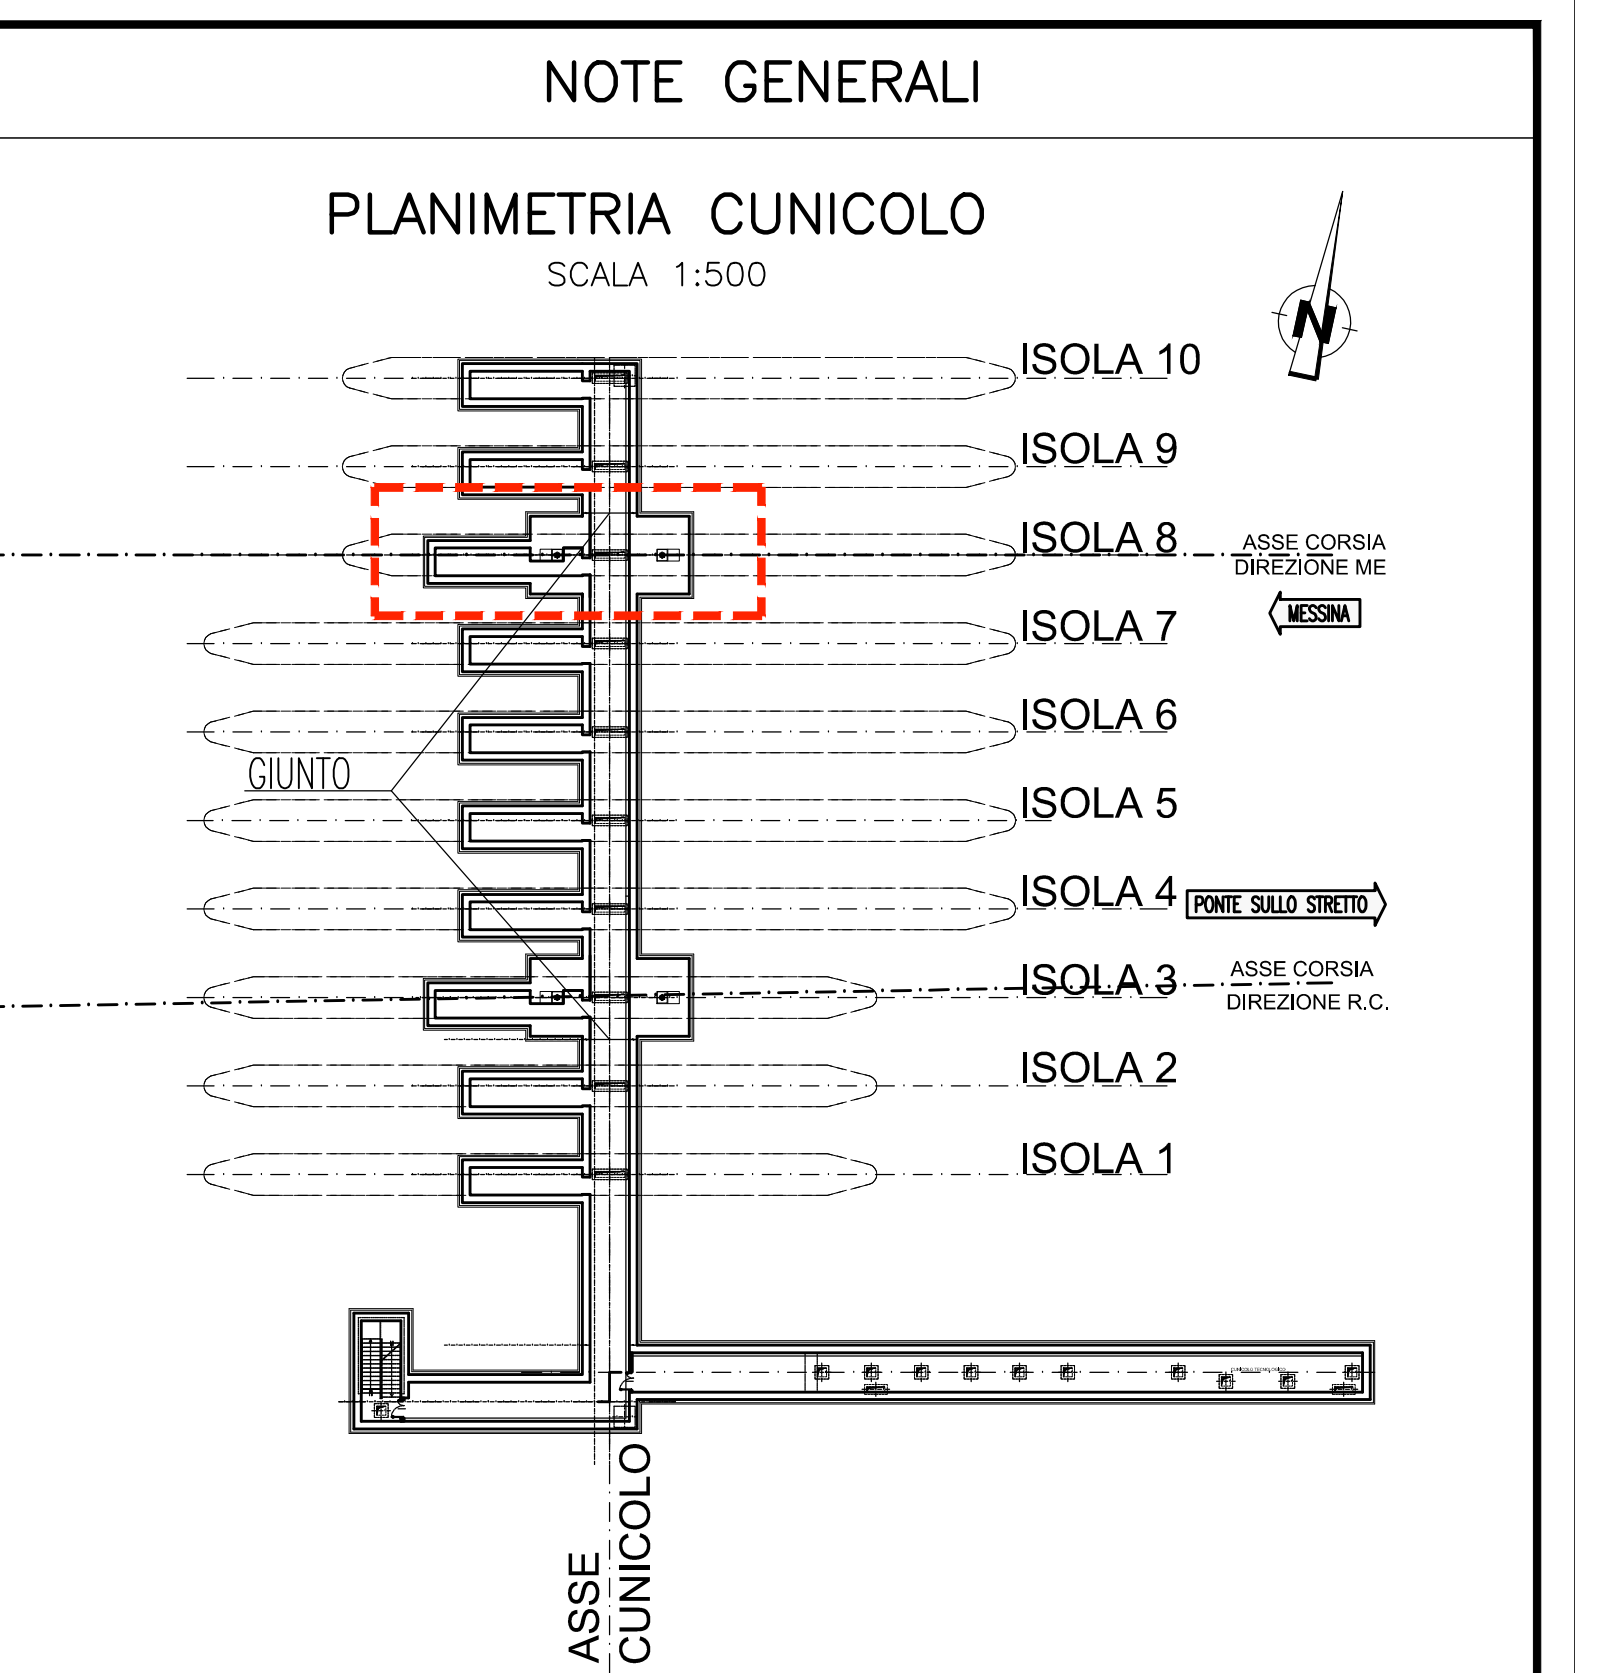 NOTE GENERALI
PLANIMETRIA CUNICOLO
SCALA 1:500
N
ISOLA 10
ISOLA 9
ISOLA 8
ASSE CORSIA
DIREZIONE ME
MESSINA
ISOLA 7
ISOLA 6
GIUNTO
ISOLA 5
ISOLA 4
PONTE SULLO STRETTO
ISOLA 3
ASSE CORSIA
DIREZIONE R.C.
ISOLA 2
ISOLA 1
CUNICOLO TECNOLOGICO
ASSE
CUNICOLO